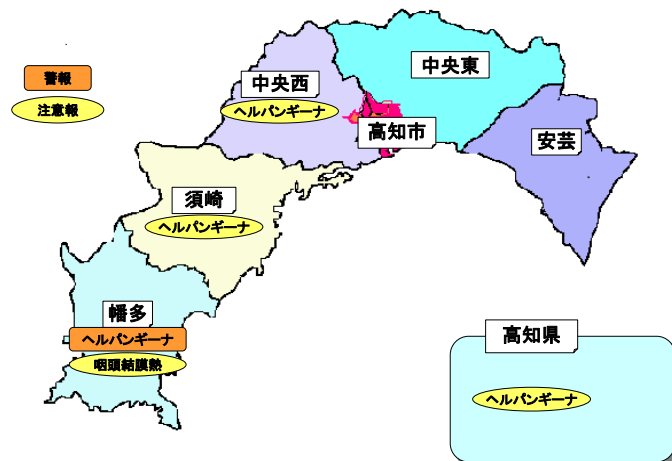 警報
注意報
中央西
ヘルパンギーナ
中央東
高知市
安芸
須崎
ヘルパンギーナ
幡多
ヘルパンギーナ
咽頭結膜熱
高知県
ヘルパンギーナ